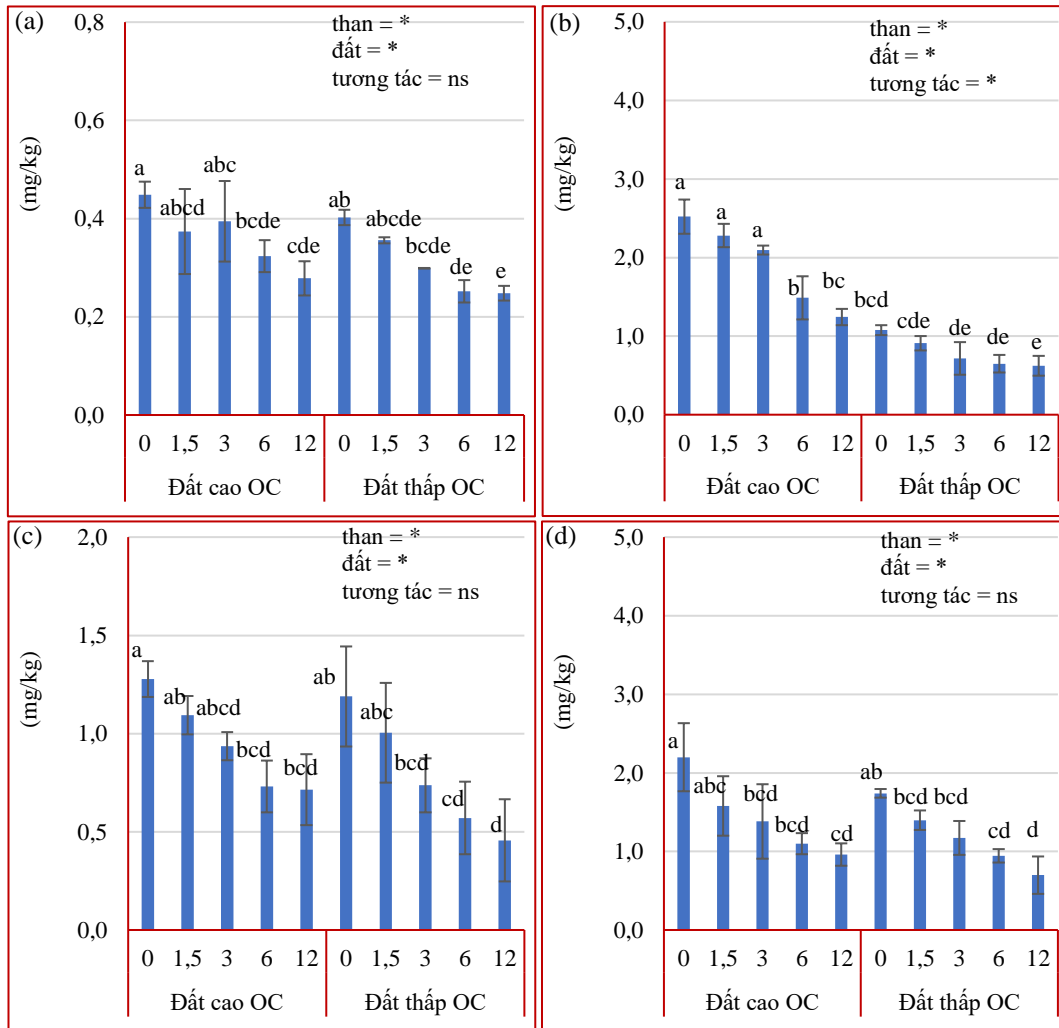 (a)
than = *
đất = *
tương tác = ns
(mg/kg)
0,8
0,6
0,4
0,2
0,0
a
abcd
abc
bcde
cde
ab
abcde
bcde
de
e
0 1,5 3 6 12 0 1,5 3 6 12
Đất cao OC Đất thấp OC
(b)
than = *
đất = *
tương tác = *
(mg/kg)
5,0
4,0
3,0
2,0
1,0
0,0
a
a
a
b
bc
bcd
cde
de
de
e
0 1,5 3 6 12 0 1,5 3 6 12
Đất cao OC Đất thấp OC
(c)
than = *
đất = *
tương tác = ns
(mg/kg)
2,0
1,5
1,0
0,5
0,0
a
ab
abcd
bcd
bcd
ab
abc
bcd
cd
d
0 1,5 3 6 12 0 1,5 3 6 12
Đất cao OC Đất thấp OC
(d)
than = *
đất = *
tương tác = ns
(mg/kg)
5,0
4,0
3,0
2,0
1,0
0,0
a
abc
bcd
bcd
cd
ab
bcd
bcd
cd
d
0 1,5 3 6 12 0 1,5 3 6 12
Đất cao OC Đất thấp OC